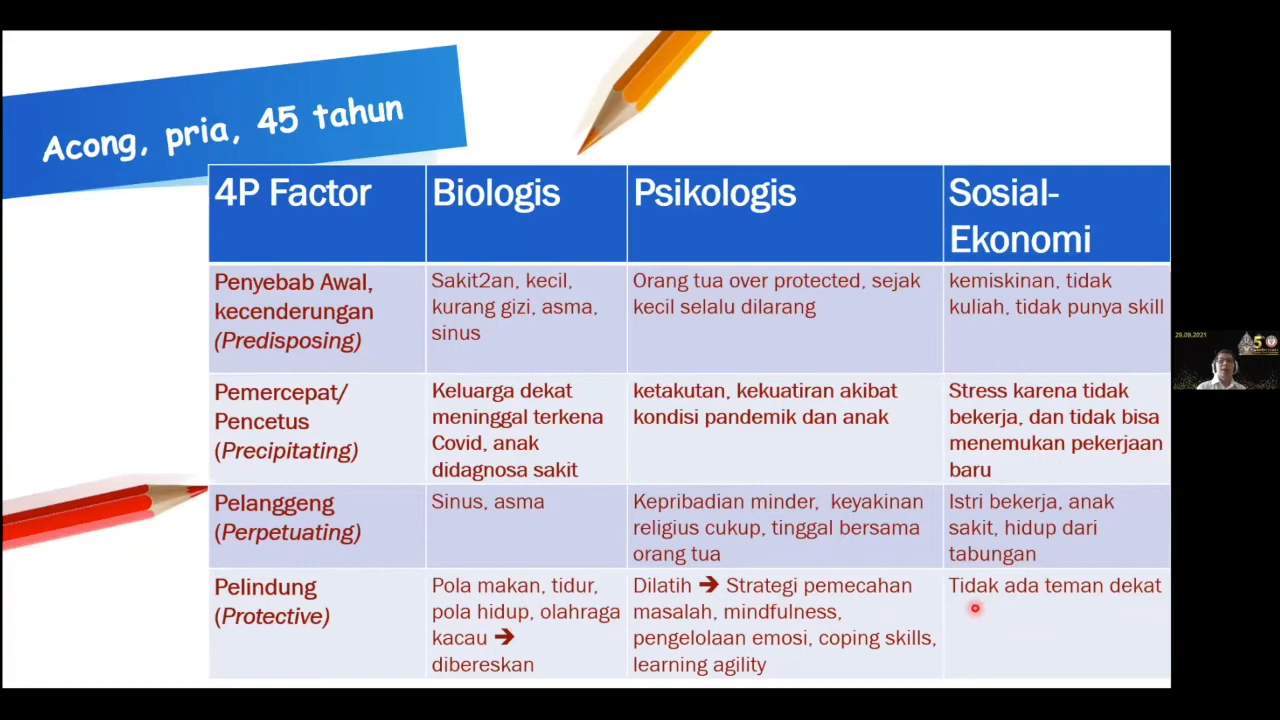 Acong, pria, 45 tahun
4P Factor
Biologis
Psikologis
Sosial-
Ekonomi
Penyebab Awal,
kecenderungan
(Predisposing)
Sakit2an, kecil,
kurang gizi, asma,
sinus
Orang tua over protected, sejak
kecil selalu dilarang
kemiskinan, tidak
kuliah, tidak punya skill
Pemercepat/
Pencetus
(Precipitating)
Keluarga dekat
meninggal terkena
Covid, anak
didagnosa sakit
ketakutan, kekuatiran akibat
kondisi pandemik dan anak
Stress karena tidak
bekerja, dan tidak bisa
menemukan pekerjaan
baru
Pelanggeng
(Perpetuating)
Sinus, asma
Kepribadian minder, keyakinan
religius cukup, tinggal bersama
orang tua
Istri bekerja, anak
sakit, hidup dari
tabungan
Pelindung
(Protective)
Pola makan, tidur,
pola hidup, olahraga
kacau ➔
dibereskan
Dilatih ➔ Strategi pemecahan
masalah, mindfulness,
pengelolaan emosi, coping skills,
learning agility
Tidak ada teman dekat
28.08.2021